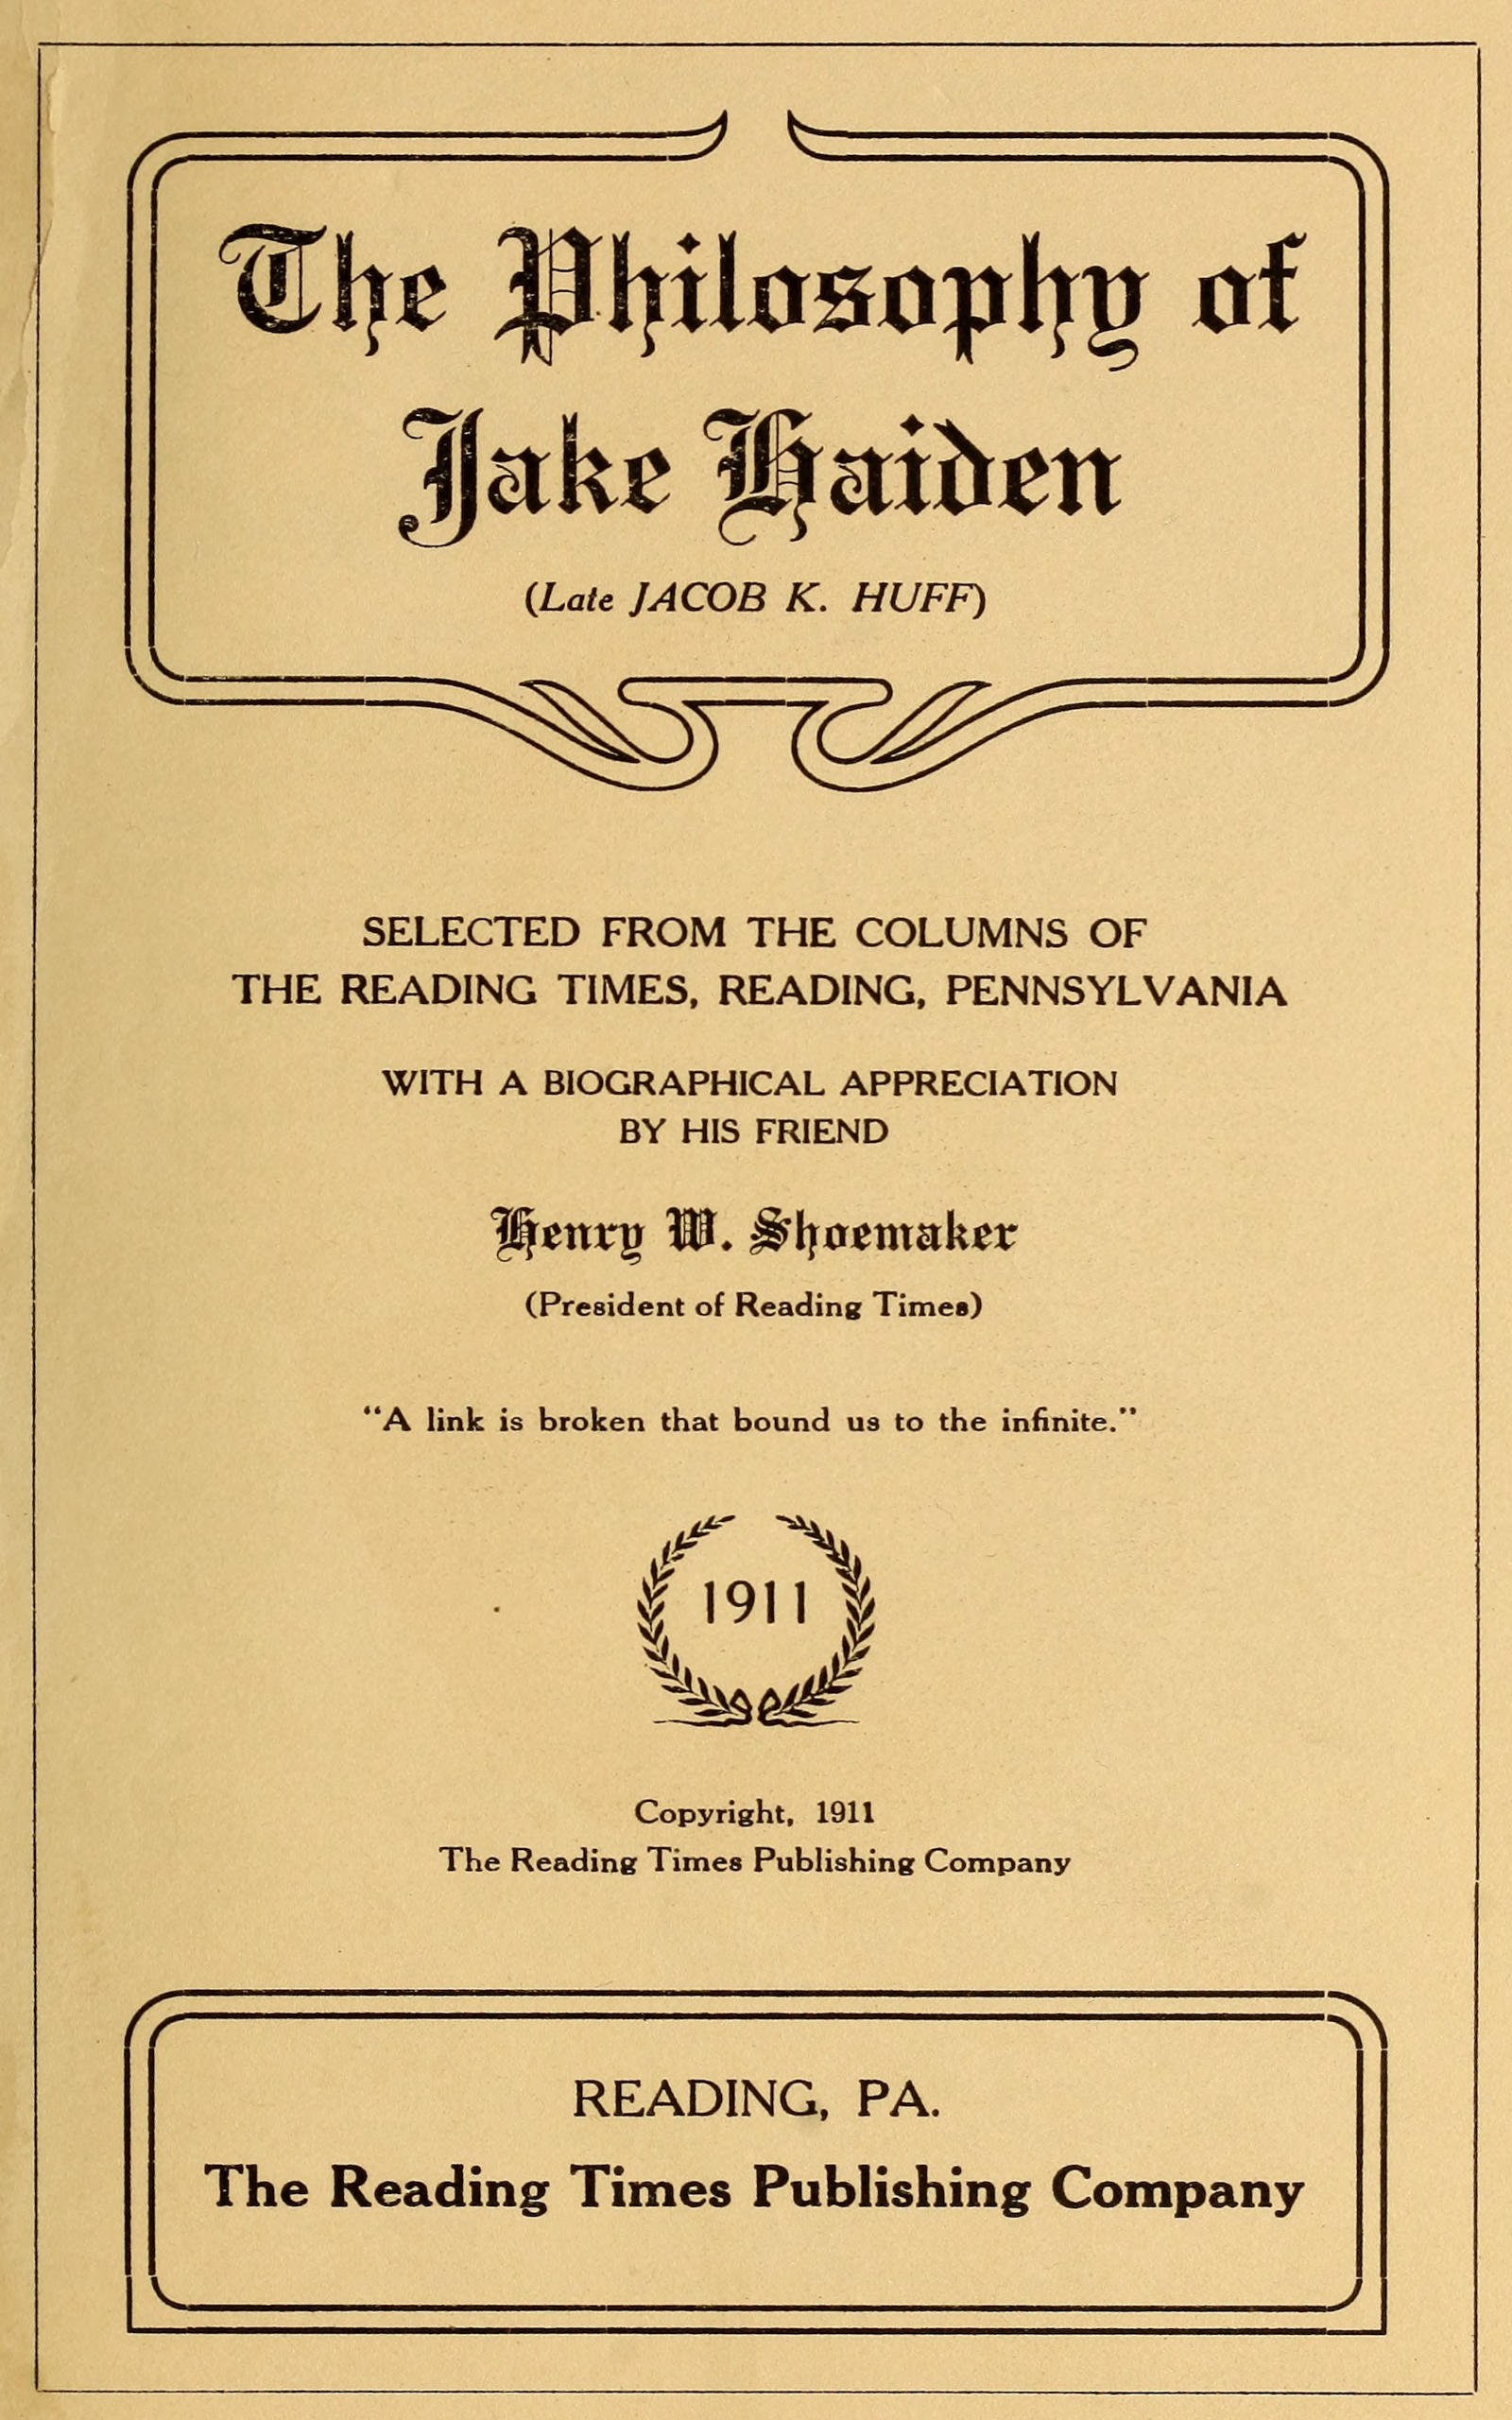 The Philosophy of
Jake Haiden
(Late JACOB K. HUFF)
SELECTED FROM THE COLUMNS OF
THE READING TIMES, READING, PENNSYLVANIA
WITH A BIOGRAPHICAL APPRECIATION
BY HIS FRIEND
Henry W. Shoemaker
(President of Reading Times)
"A link is broken that bound us to the infinite."
1911
Copyright, 1911
The Reading Times Publishing Company
READING, PA.
The Reading Times Publishing Company